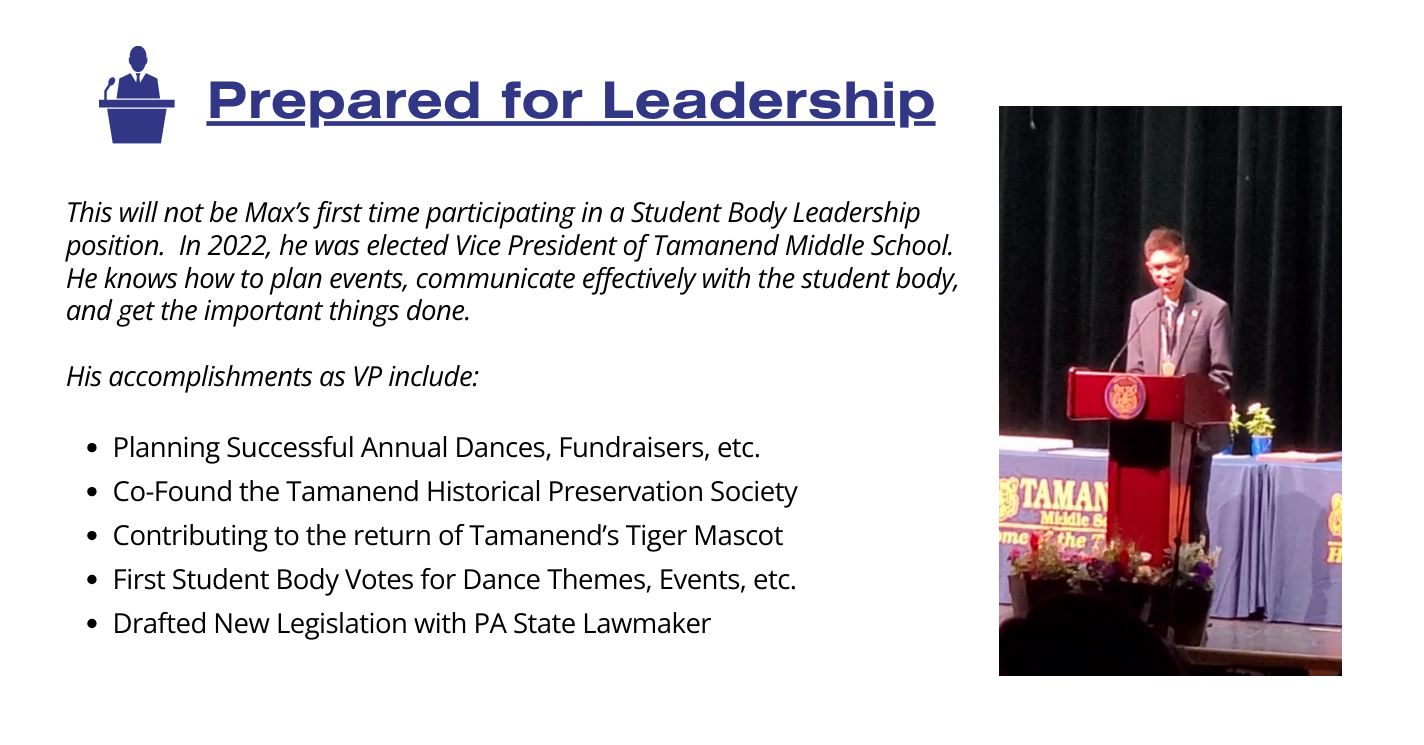 Prepared for Leadership
This will not be Max's first time participating in a Student Body Leadership
position.  In 2022, he was elected Vice President of Tamanend Middle School.
He knows how to plan events, communicate effectively with the student body,
and get the important things done.
His accomplishments as VP include:
• Planning Successful Annual Dances, Fundraisers, etc.
• Co-Found the Tamanend Historical Preservation Society
• Contributing to the return of Tamanend’s Tiger Mascot
• First Student Body Votes for Dance Themes, Events, etc.
• Drafted New Legislation with PA State Lawmaker
TAMAN
Middle Sc
ome of the T
H